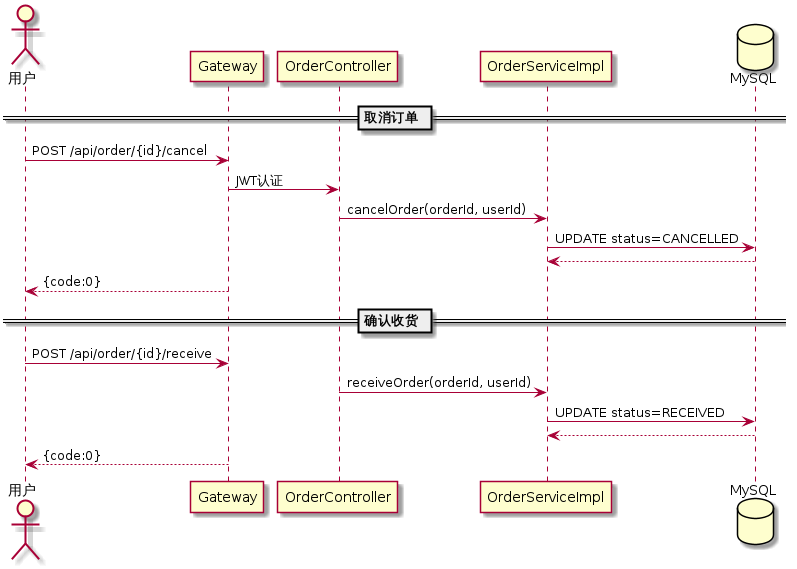 用户
Gateway
OrderController
OrderServiceImpl
MySQL
取消订单
POST /api/order/{id}/cancel
JWT认证
cancelOrder(orderId, userId)
UPDATE status=CANCELLED
{code:0}
确认收货
POST /api/order/{id}/receive
receiveOrder(orderId, userId)
UPDATE status=RECEIVED
{code:0}
用户
Gateway
OrderController
OrderServiceImpl
MySQL